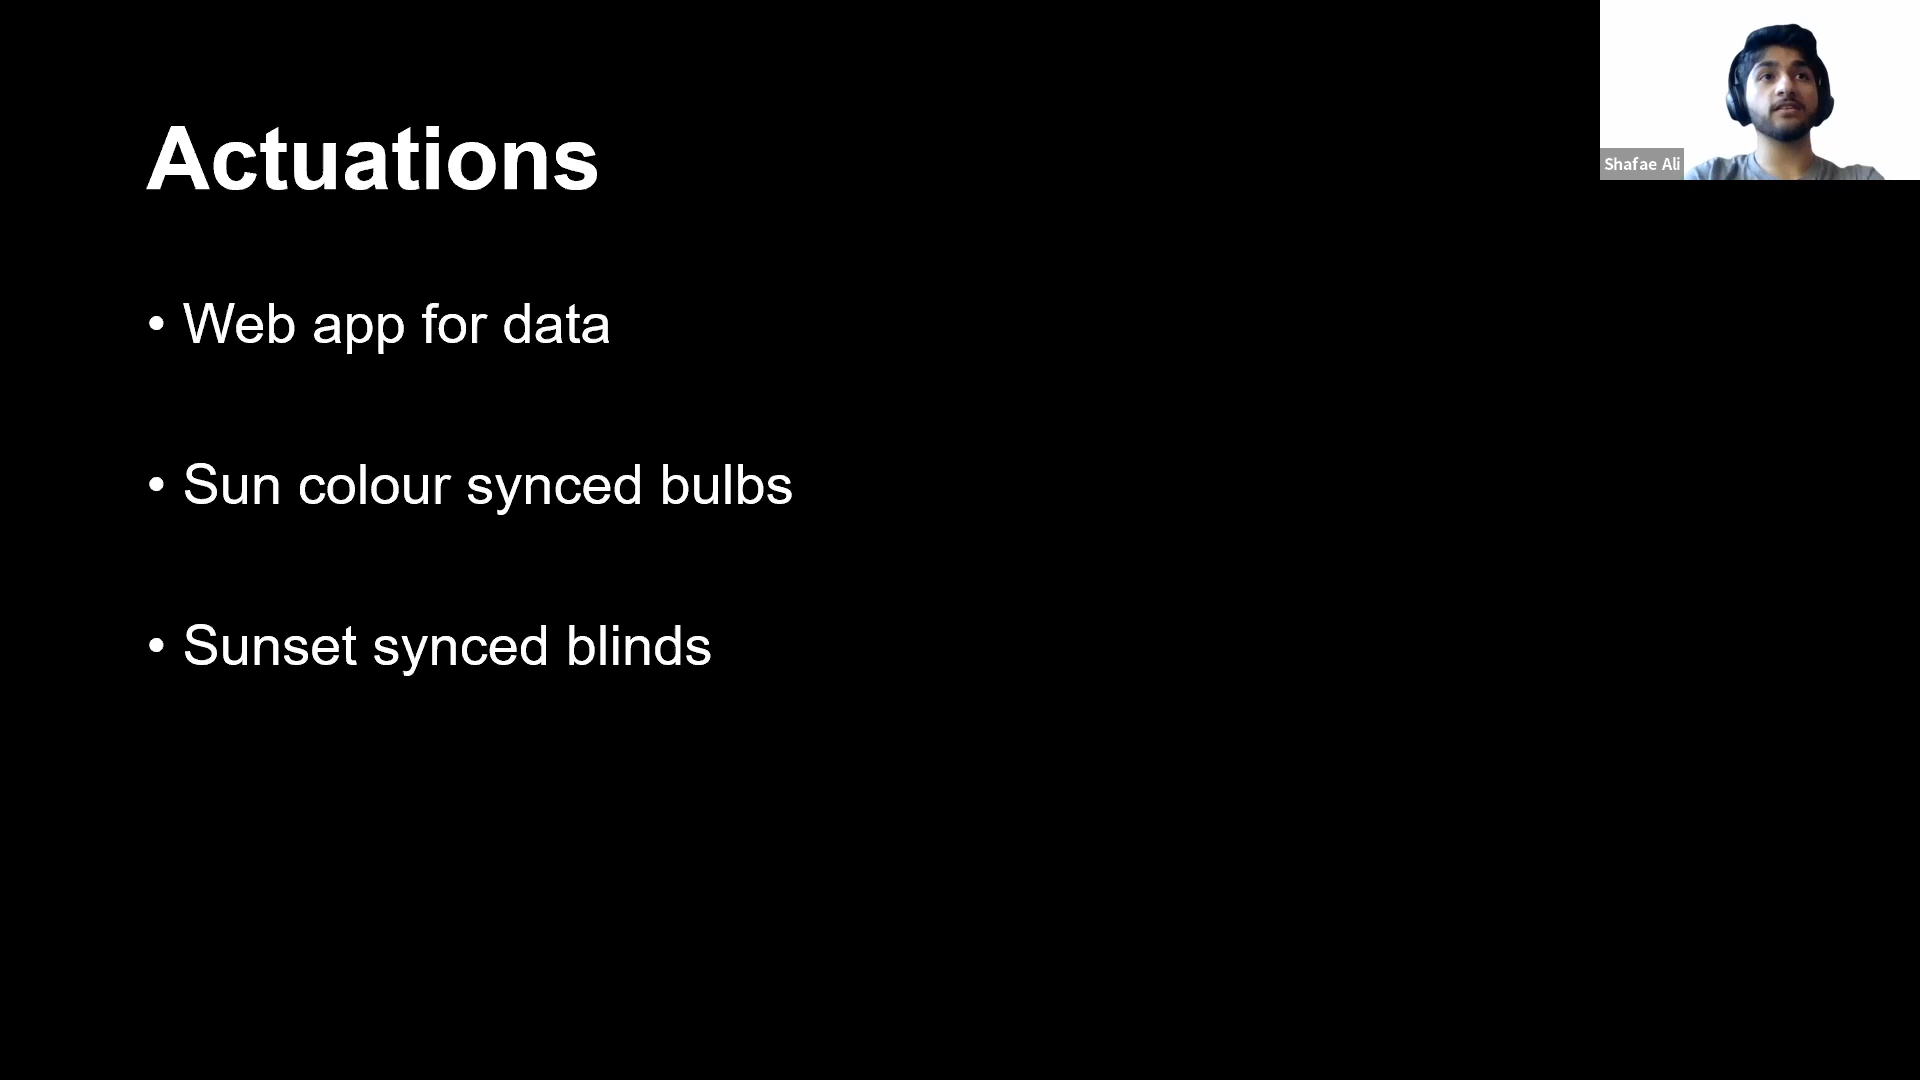 Actuations
Shafae Ali
• Web app for data
• Sun colour synced bulbs
• Sunset synced blinds